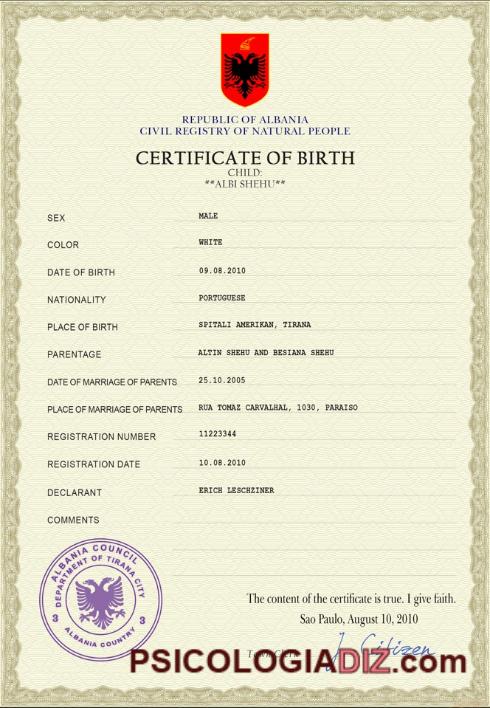 REPUBLIC OF ALBANIA
CIVIL REGISTRY OF NATURAL PEOPLE
CERTIFICATE OF BIRTH
CHILD:
**ALBI SHEHU**
SEX MALE
COLOR WHITE
DATE OF BIRTH 09.08.2010
NATIONALITY PORTUGUESE
PLACE OF BIRTH SPITALI AMERIKAN, TIRANA
PARENTAGE ALTIN SHEHU AND BESIANA SHEHU
DATE OF MARRIAGE OF PARENTS 25.10.2005
PLACE OF MARRIAGE OF PARENTS RUA TOMAZ CARVALHAL, 1030, PARAISO
REGISTRATION NUMBER 11223344
REGISTRATION DATE 10.08.2010
DECLARANT ERICH LESCHZINER
COMMENTS
ALBANIA COUNCIL
DEPARTMENT OF TIRANA CITY
3 3
ALBANIA COUNTRY
The content of the certificate is true. I give faith.
Sao Paulo, August 10, 2010
J. Citizen
PSICOLOGIADIZ.com